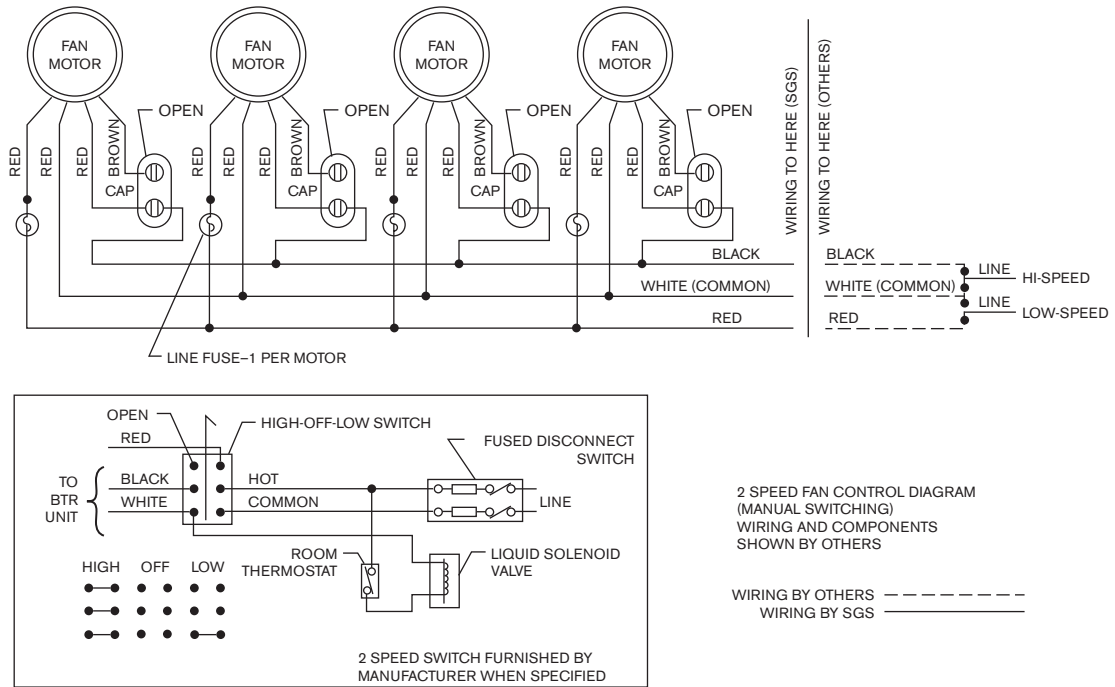 FAN
MOTOR
FAN
MOTOR
FAN
MOTOR
FAN
MOTOR
OPEN
OPEN
OPEN
OPEN
RED
RED
RED
BROWN
CAP
RED
RED
RED
BROWN
CAP
RED
RED
RED
BROWN
CAP
RED
RED
RED
BROWN
CAP
WIRING TO HERE (SGS)
WIRING TO HERE (OTHERS)
BLACK
WHITE (COMMON)
RED
BLACK
WHITE (COMMON)
RED
LINE
HI-SPEED
LINE
LOW-SPEED
LINE FUSE–1 PER MOTOR
OPEN
HIGH-OFF-LOW SWITCH
RED
TO
BTR
UNIT
BLACK
WHITE
HOT
COMMON
FUSED DISCONNECT
SWITCH
LINE
ROOM
THERMOSTAT
LIQUID SOLENOID
VALVE
HIGH OFF LOW
2 SPEED SWITCH FURNISHED BY
MANUFACTURER WHEN SPECIFIED
2 SPEED FAN CONTROL DIAGRAM
(MANUAL SWITCHING)
WIRING AND COMPONENTS
SHOWN BY OTHERS
WIRING BY OTHERS
WIRING BY SGS